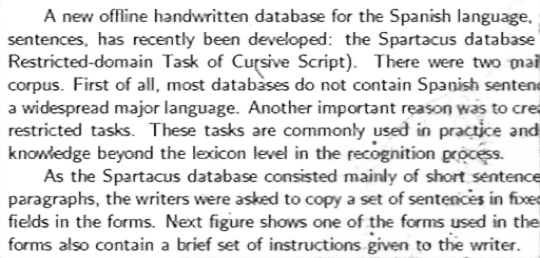 A new offline handwritten database for the Spanish language,
sentences, has recently been developed: the Spartacus database
Restricted-domain Task of Cursive Script). There were two
corpus. First of all, most databases do not contain Spanish
a widespread major language. Another important reason was to
restricted tasks. These tasks are commonly used in practice and
knowledge beyond the lexicon level in the recognition process.
As the Spartacus database consisted mainly of short sentence
paragraphs, the writers were asked to copy a set of sentences in
fields in the forms. Next figure shows one of the forms used in the
forms also contain a brief set of instructions given to the writer.